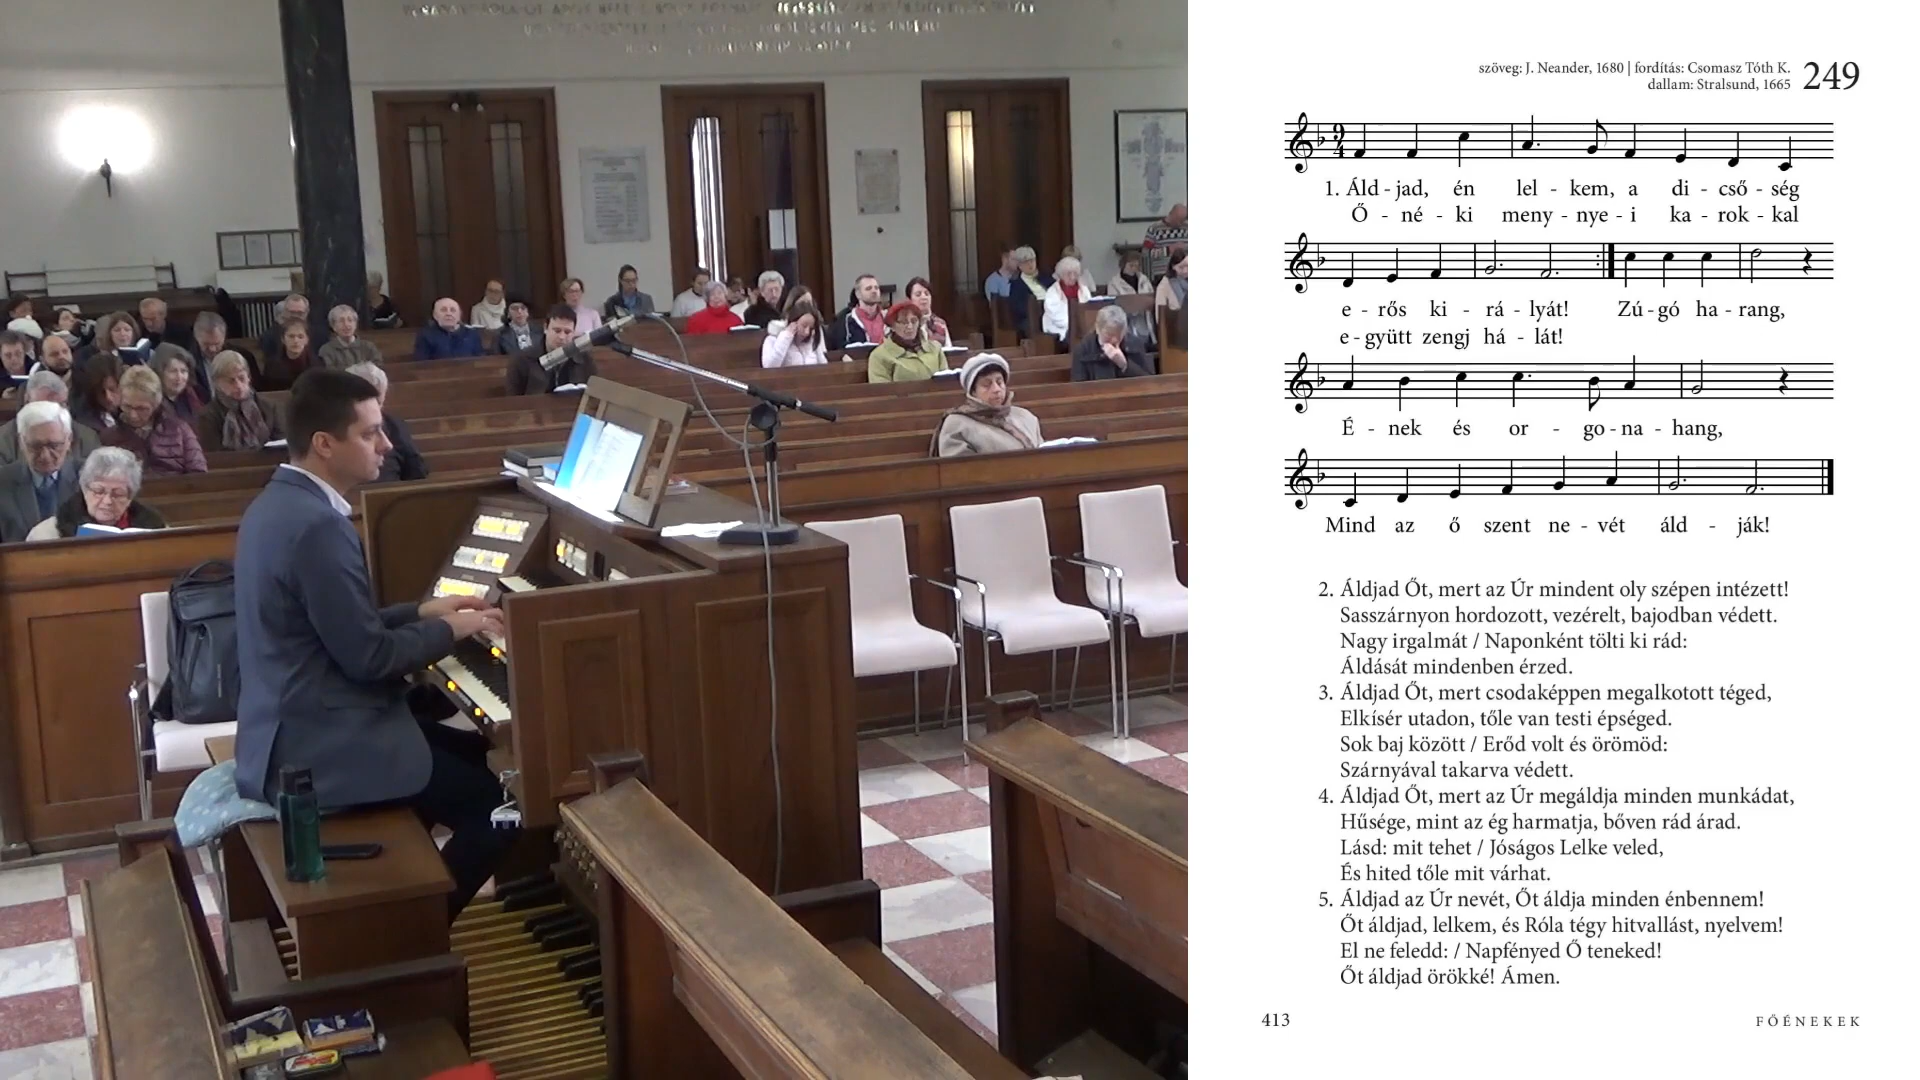 szöveg: J. Neander, 1680 | fordítás: Csomasz Tóth K.
dallam: Stralsund, 1665
249
1. Áld - jad, én lel - kem, a di - cső - ség
Ő - né - ki meny - nye - i ka - rok - kal
e - rős ki - rá - lyát! Zú - gó ha - rang,
e - gyütt zengj há - lát!
É - nek és or - go - na - hang,
Mind az ő szent ne - vét áld - ják!
2. Áldjad Őt, mert az Úr mindent oly szépen intézett!
Sasszárnyon hordozott, vezérelt, bajodban védett.
Nagy irgalmát / Naponként tölti ki rád:
Áldását mindenben érzed.
3. Áldjad Őt, mert csodaképpen megalkotott téged,
Elkísér utadon, tőle van testi épséged.
Sok baj között / Erőd volt és örömöd:
Szárnyával takarva védett.
4. Áldjad Őt, mert az Úr megáldja minden munkádat,
Hűsége, mint az ég harmatja, bőven rád árad.
Lásd: mit tehet / Jóságos Lelke veled,
És hited tőle mit várhat.
5. Áldjad az Úr nevét, Őt áldja minden énbennem!
Őt áldjad, lelkem, és Róla tégy hitvallást, nyelvem!
El ne feledd: / Napfényed Ő teneked!
Őt áldjad örökké! Ámen.
413
FŐÉNEKEK